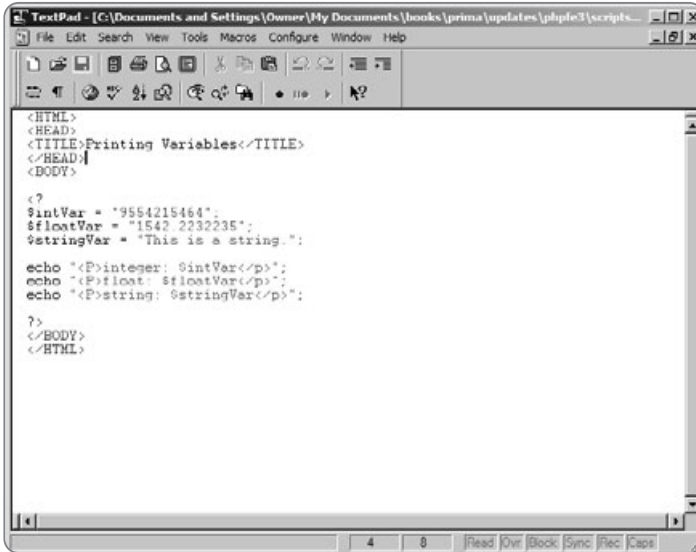 TextPad - [C:\Documents and Settings\Owner\My Documents\books\prima\updates\phpfe3\scripts...
File Edit Search View Tools Macros Configure Window Help
<HTML>
<HEAD>
<TITLE>Printing Variables</TITLE>
</HEAD>
<BODY>
<?
$intVar = "9554215464";
$floatVar = "1542.2232235";
$stringVar = "This is a string.";
echo "<P>integer: $intVar</p>";
echo "<P>float: $floatVar</p>";
echo "<P>string: $stringVar</p>";
?>
</BODY>
</HTML>
4 8 Read Ovr Block Sync Rec Caps